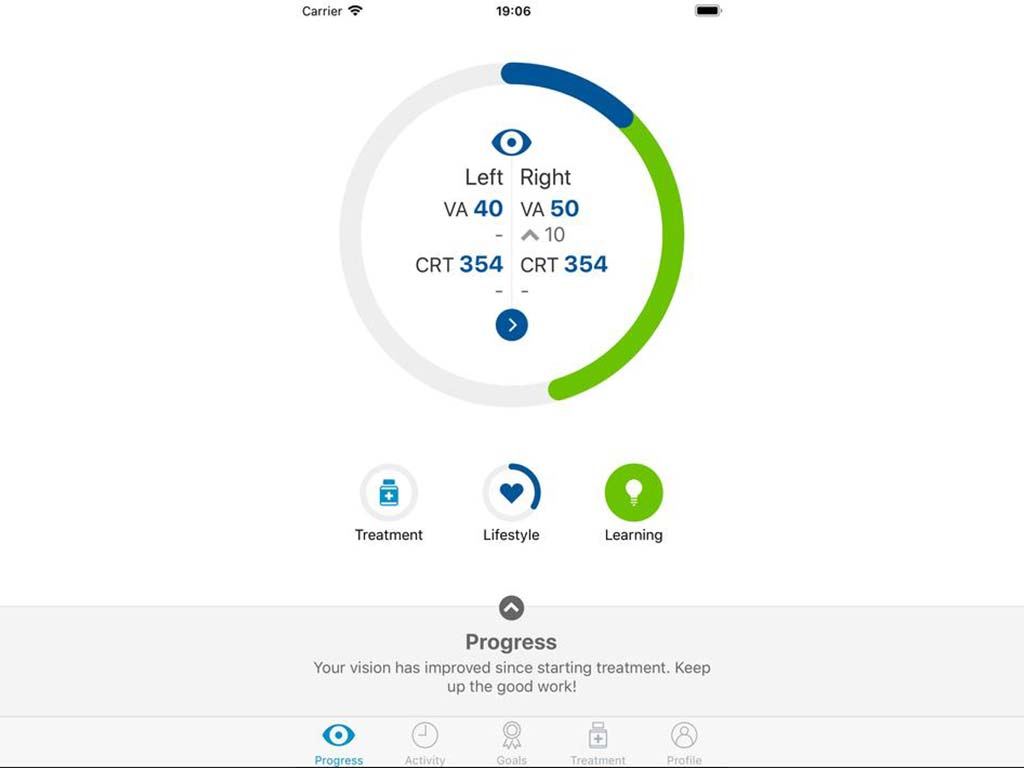 Carrier 19:06
Left Right
VA 40 VA 50
- 10
CRT 354 CRT 354
- -
Treatment Lifestyle Learning
Progress
Your vision has improved since starting treatment. Keep
up the good work!
Progress Activity Goals Treatment Profile